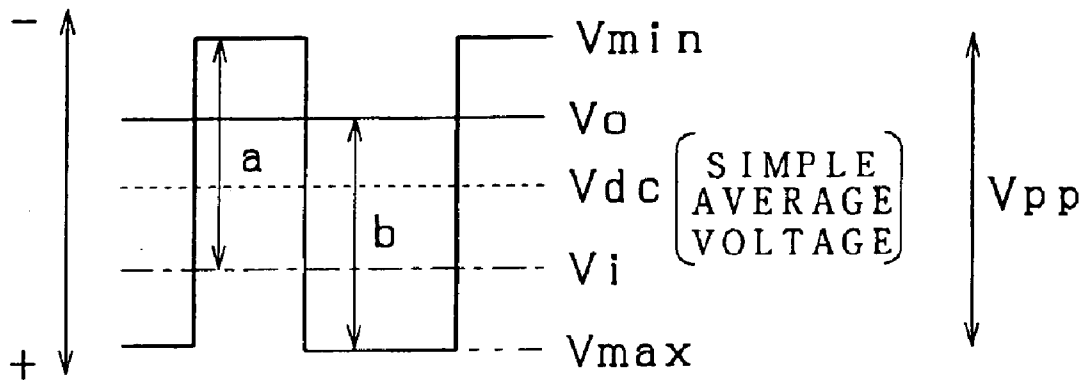 −
Vmin
Vo
a
SIMPLE
Vdc AVERAGE Vpp
VOLTAGE
b
Vi
Vmax
+